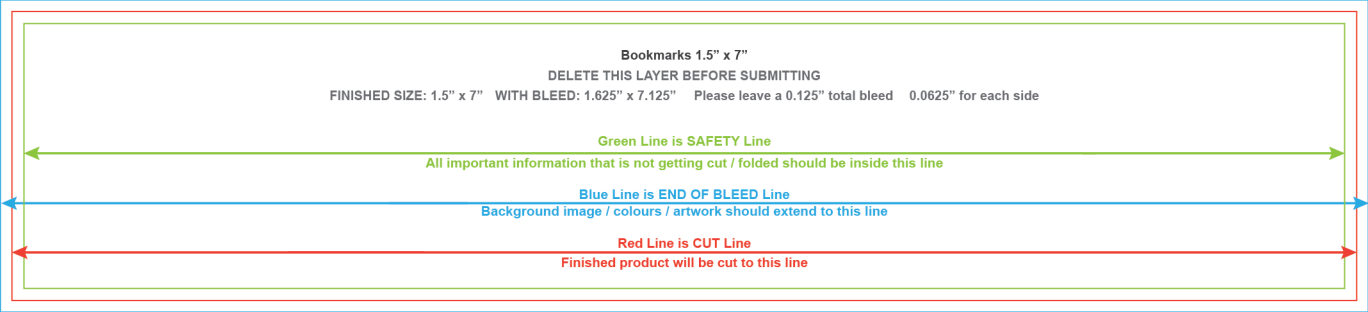 Bookmarks 1.5” x 7”
DELETE THIS LAYER BEFORE SUBMITTING
FINISHED SIZE: 1.5” x 7” WITH BLEED: 1.625” x 7.125” Please leave a 0.125” total bleed 0.0625” for each side
Green Line is SAFETY Line
All important information that is not getting cut / folded should be inside this line
Blue Line is END OF BLEED Line
Background image / colours / artwork should extend to this line
Red Line is CUT Line
Finished product will be cut to this line